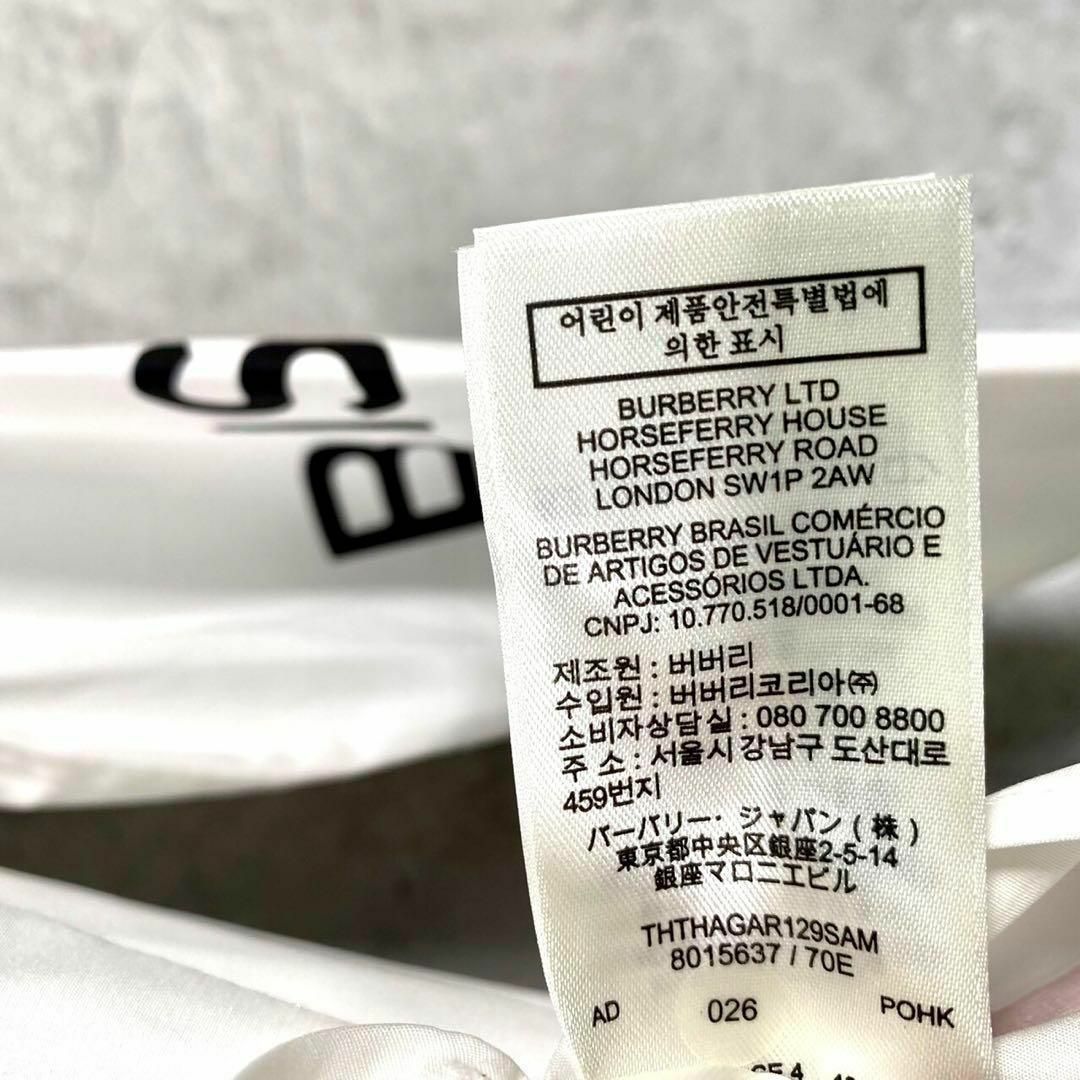 어린이 제품안전특별법에
의한 표시
BURBERRY LTD
HORSEFERRY HOUSE
HORSEFERRY ROAD
LONDON SW1P 2AW
BURBERRY BRASIL COMÉRCIO
DE ARTIGOS DE VESTUÁRIO E
ACESSÓRIOS LTDA.
CNPJ: 10.770.518/0001-68
제조원 : 버버리
수입원 : 버버리코리아㈜
소비자상담실 : 080 700 8800
주 소 : 서울시 강남구 도산대로
459번지
バーバリー・ジャパン(株)
東京都中央区銀座2-5-14
銀座マロニエビル
THTHAGAR129SAM
8015637 / 70E
AD 026 POHK
S
B